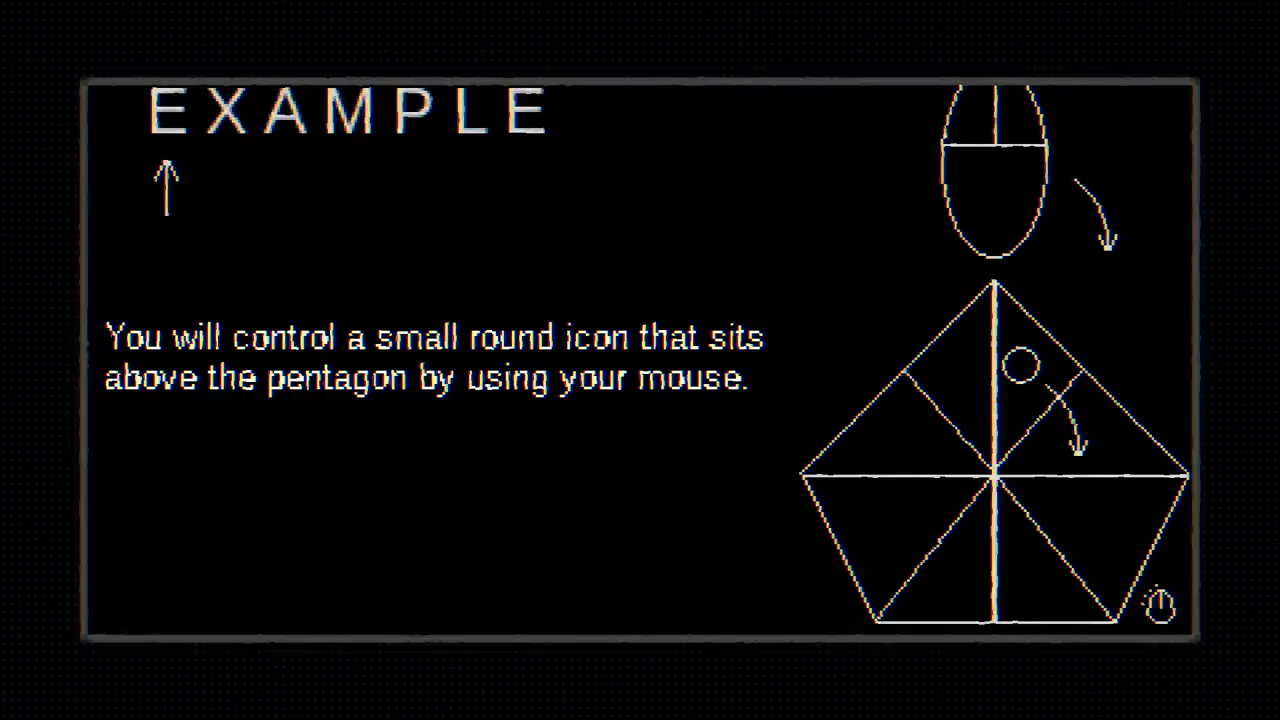 EXAMPLE
You will control a small round icon that sits
above the pentagon by using your mouse.